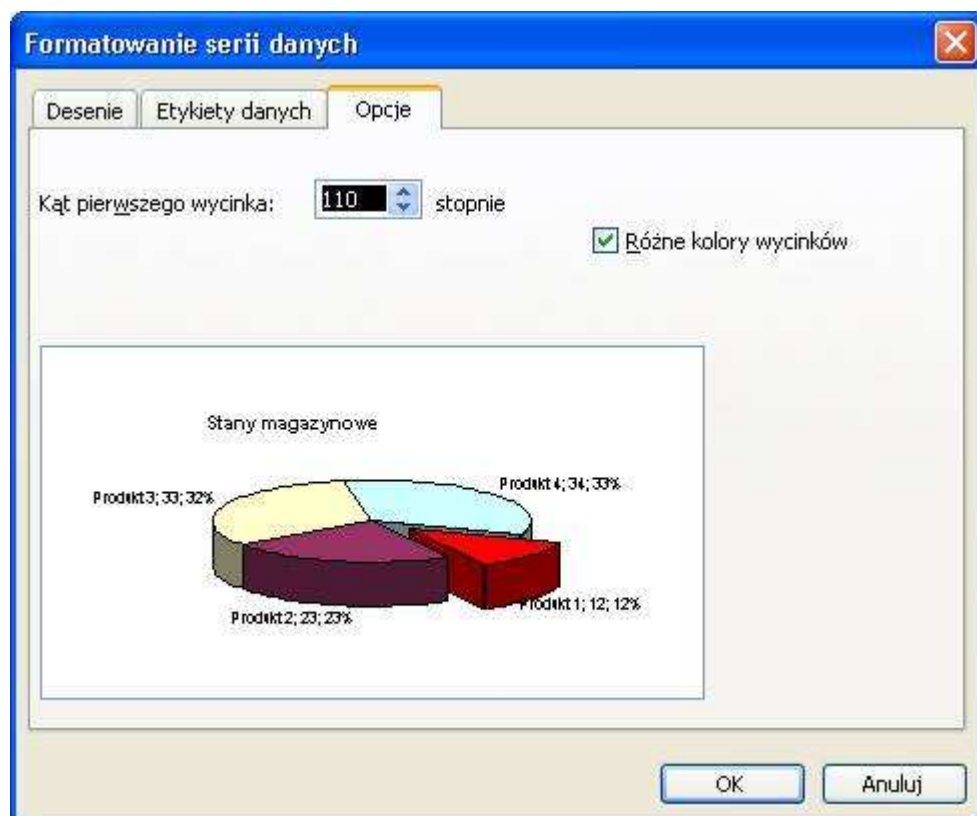 Formatowanie serii danych
Desenie
Etykiety danych
Opcje
Kąt pierwszego wycinka: 110 stopnie
Różne kolory wycinków
Stany magazynowe
Produkt 4; 34; 33%
Produkt 3; 33; 32%
Produkt 1; 12; 12%
Produkt 2; 23; 23%
OK
Anuluj